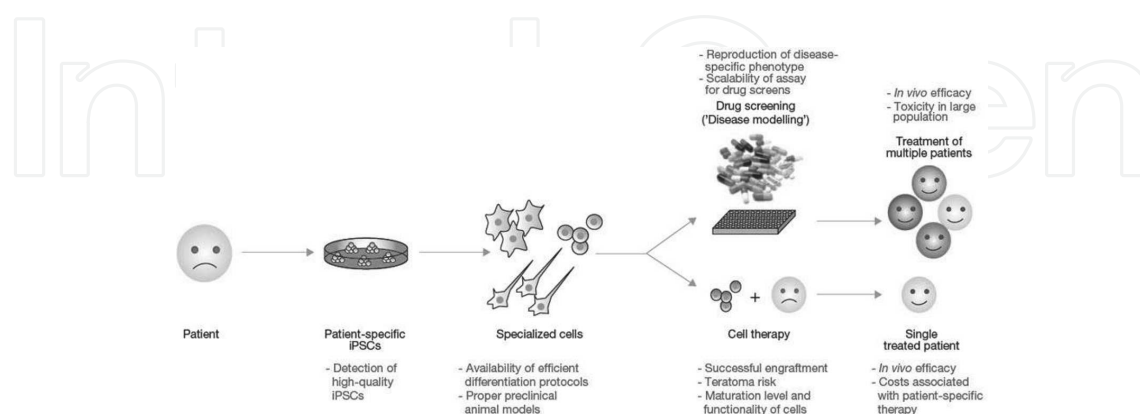 - Reproduction of disease-
specific phenotype
- Scalability of assay
for drug screens
Drug screening
('Disease modelling')
- In vivo efficacy
- Toxicity in large
population
Treatment of
multiple patients
Patient
Patient-specific
iPSCs
- Detection of
high-quality
iPSCs
Specialized cells
- Availability of efficient
differentiation protocols
- Proper preclinical
animal models
+
Cell therapy
- Successful engraftment
- Teratoma risk
- Maturation level and
functionality of cells
Single
treated patient
- In vivo efficacy
- Costs associated
with patient-specific
therapy